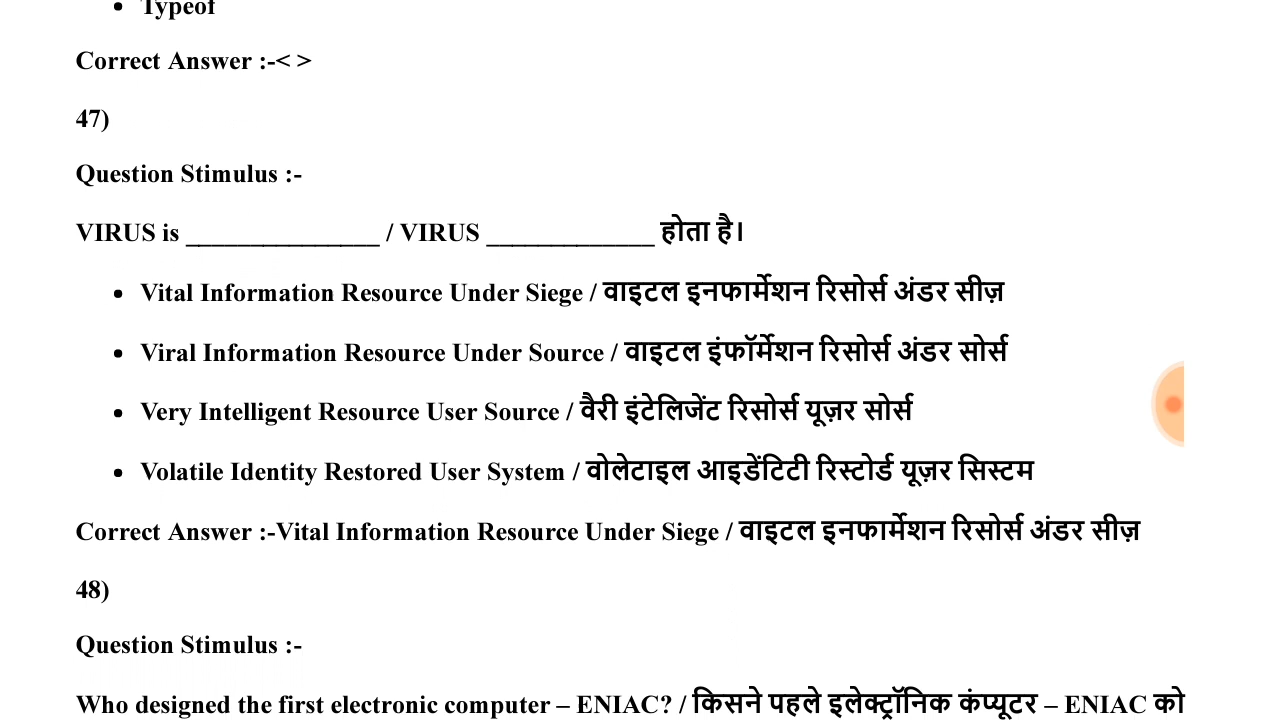 • Typeof
Correct Answer :-< >
47)
Question Stimulus :-
VIRUS is _______________ / VIRUS _____________ होता है।
• Vital Information Resource Under Siege / वाइटल इनफार्मेशन रिसोर्स अंडर सीज़
• Viral Information Resource Under Source / वाइटल इंफॉर्मेशन रिसोर्स अंडर सोर्स
• Very Intelligent Resource User Source / वैरी इंटेलिजेंट रिसोर्स यूज़र सोर्स
• Volatile Identity Restored User System / वोलेटाइल आइडेंटिटी रिस्टोर्ड यूज़र सिस्टम
Correct Answer :-Vital Information Resource Under Siege / वाइटल इनफार्मेशन रिसोर्स अंडर सीज़
48)
Question Stimulus :-
Who designed the first electronic computer – ENIAC? / किसने पहले इलेक्ट्रॉनिक कंप्यूटर – ENIAC को